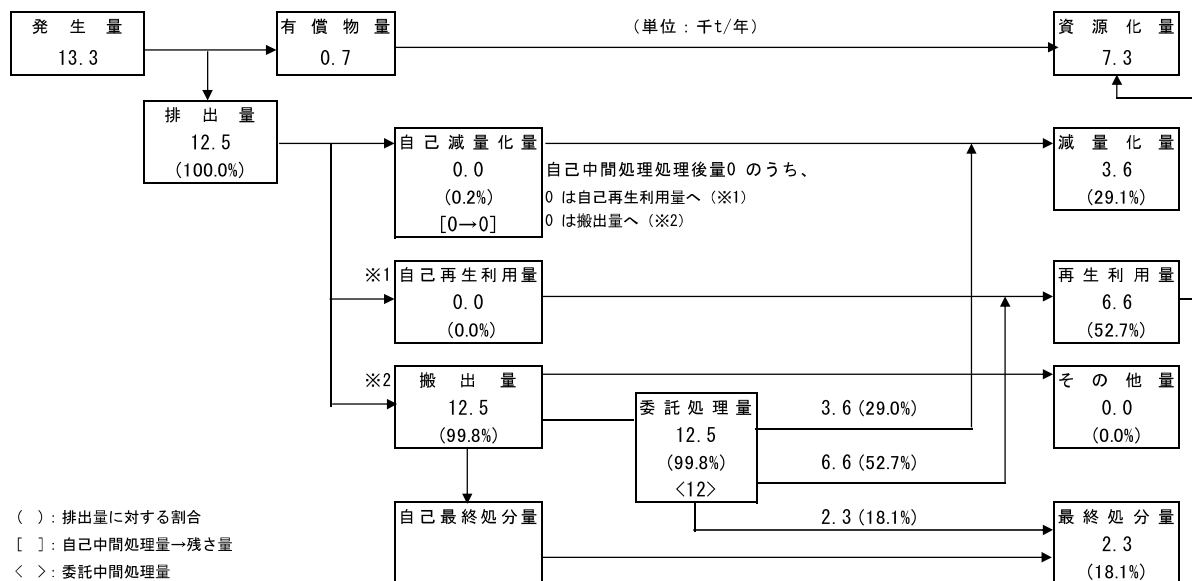 発生量
13.3
有償物量
0.7
(単位：千t/年)
資源化量
7.3
排出量
12.5
(100.0%)
自己減量化量
0.0
(0.2%)
[0→0]
自己中間処理処理後量0 のうち、
0 は自己再生利用量へ (※1)
0 は搬出量へ (※2)
減量化量
3.6
(29.1%)
※1
自己再生利用量
0.0
(0.0%)
再生利用量
6.6
(52.7%)
※2
搬出量
12.5
(99.8%)
委託処理量
12.5
(99.8%)
<12>
3.6 (29.0%)
6.6 (52.7%)
2.3 (18.1%)
その他量
0.0
(0.0%)
自己最終処分量
最終処分量
2.3
(18.1%)
( )：排出量に対する割合
[ ]：自己中間処理量→残さ量
< >：委託中間処理量